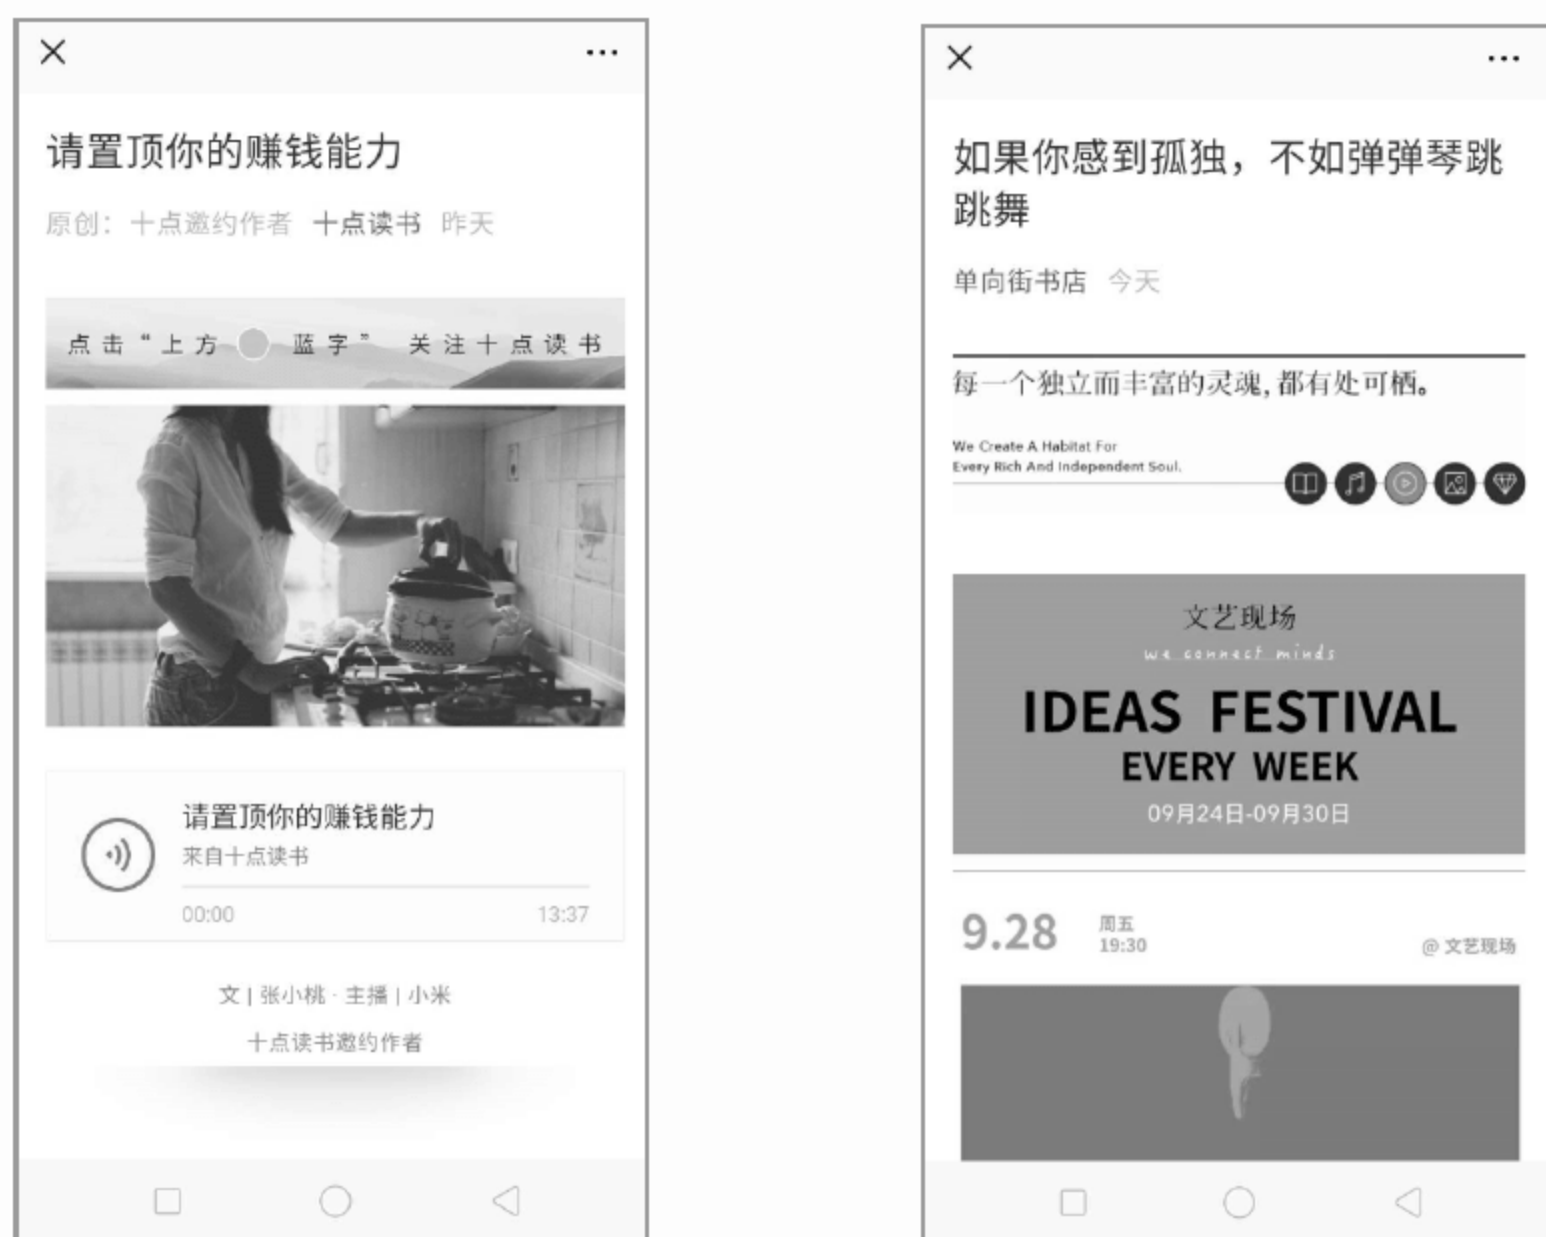 请置顶你的赚钱能力
原创：十点邀约作者 十点读书 昨天
点击“上方 蓝字” 关注十点读书
请置顶你的赚钱能力
来自十点读书
00:00 13:37
文 | 张小桃 · 主播 | 小米
十点读书邀约作者
如果你感到孤独，不如弹弹琴跳
跳舞
单向街书店 今天
每一个独立而丰富的灵魂，都有处可栖。
We Create A Habitat For
Every Rich And Independent Soul.
文艺现场
we connect minds
IDEAS FESTIVAL
EVERY WEEK
09月24日-09月30日
9.28 周五
19:30
@ 文艺现场